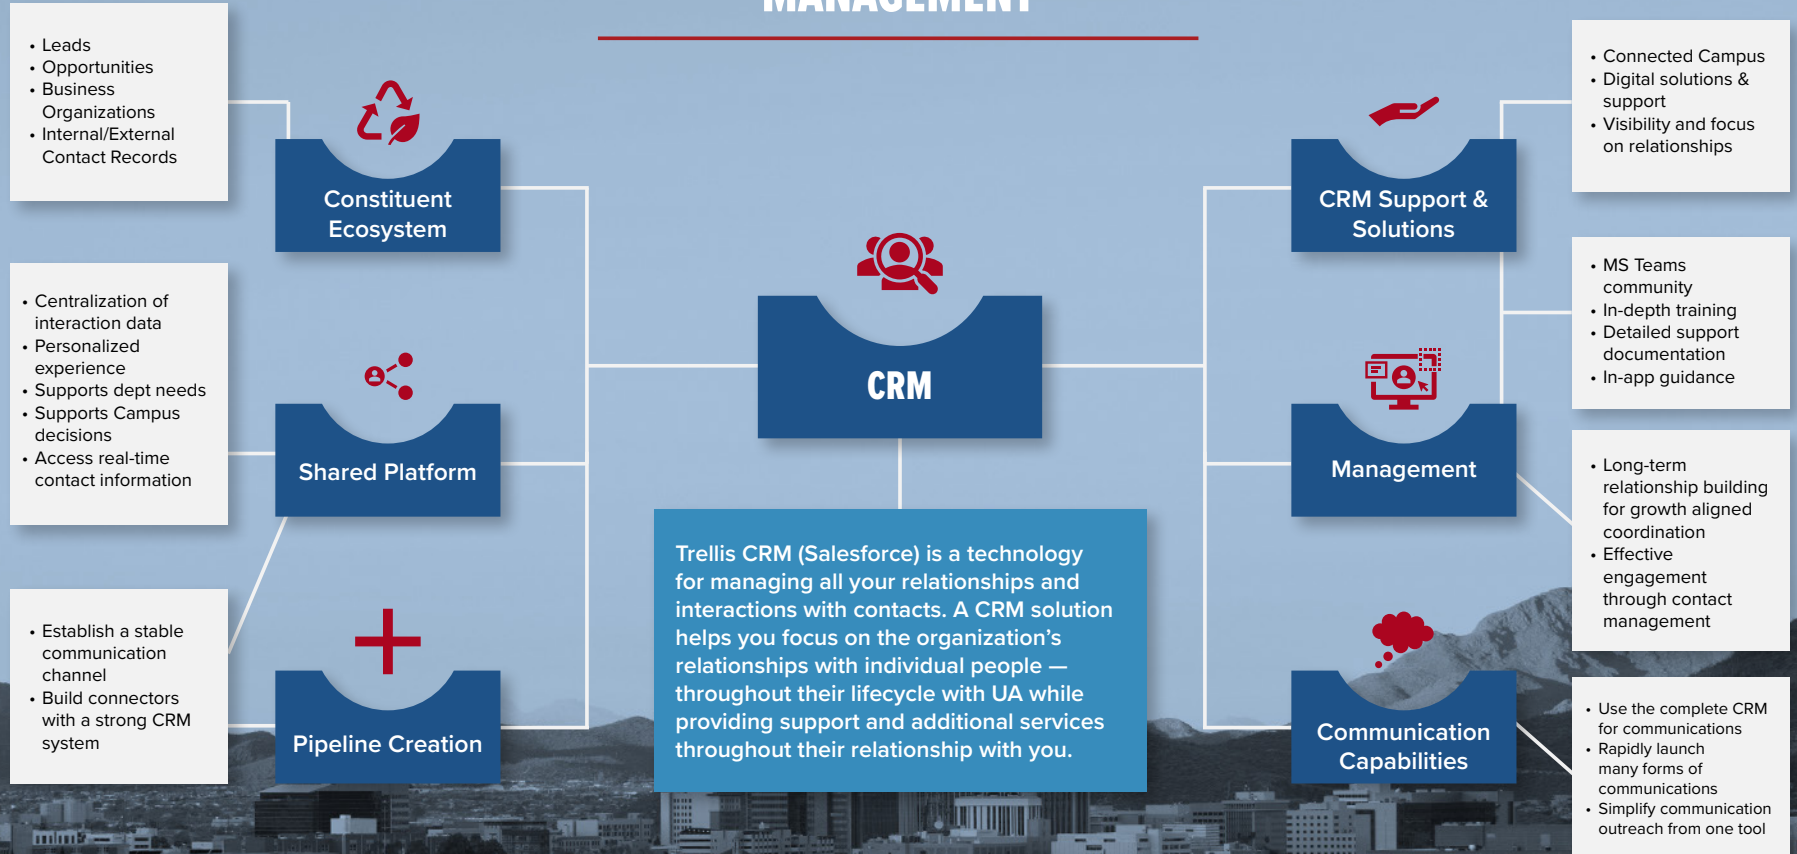 MANAGEMENT
• Leads
• Opportunities
• Business
Organizations
• Internal/External
Contact Records
Constituent
Ecosystem
• Centralization of
interaction data
• Personalized
experience
• Supports dept needs
• Supports Campus
decisions
• Access real-time
contact information
Shared Platform
• Establish a stable
communication
channel
• Build connectors
with a strong CRM
system
Pipeline Creation
CRM
Trellis CRM (Salesforce) is a technology
for managing all your relationships and
interactions with contacts. A CRM solution
helps you focus on the organization’s
relationships with individual people —
throughout their lifecycle with UA while
providing support and additional services
throughout their relationship with you.
CRM Support &
Solutions
• Connected Campus
• Digital solutions &
support
• Visibility and focus
on relationships
• MS Teams
community
• In-depth training
• Detailed support
documentation
• In-app guidance
Management
• Long-term
relationship building
for growth aligned
coordination
• Effective
engagement
through contact
management
Communication
Capabilities
• Use the complete CRM
for communications
• Rapidly launch
many forms of
communications
• Simplify communication
outreach from one tool